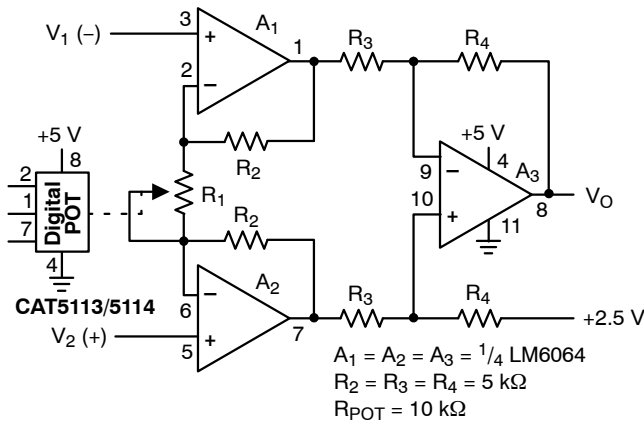 V1 (−)
3
+
A1
1
2
−
R3
R4
R2
+5 V
8
2
1
7
4
Digital
POT
R1
+5 V
4
A3
9
−
10
+
8
VO
11
R2
CAT5113/5114
−
6
A2
7
V2 (+)
5
+
R3
R4
+2.5 V
A1 = A2 = A3 = 1/4 LM6064
R2 = R3 = R4 = 5 kΩ
RPOT = 10 kΩ